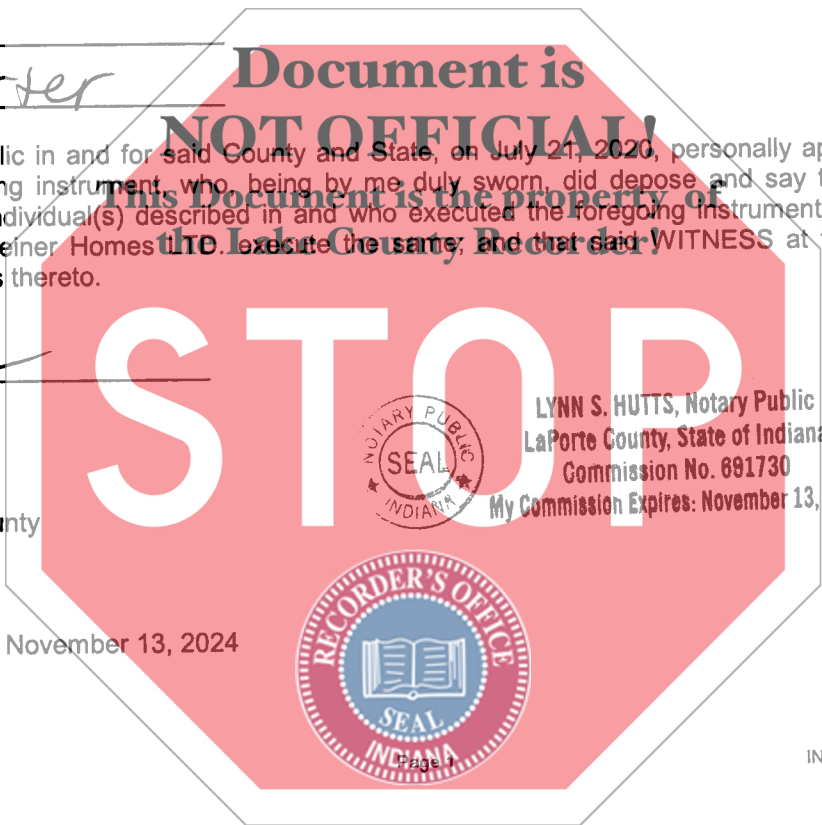 Document is
NOT OFFICIAL!
This Document is the property of
the Lake County Recorder!
ter
lic in and for said County and State, on July 21, 2020, personally ap
ng instrument, who, being by me duly sworn, did depose and say t
dividual(s) described in and who executed the foregoing instrument
einer Homes LTD. execute the same; and that said WITNESS at
s thereto.
STOP
NOTARY PUBLIC
SEAL
INDIANA
LYNN S. HUTTS, Notary Public
LaPorte County, State of Indiana
Commission No. 691730
My Commission Expires: November 13,
unty
November 13, 2024
RECORDER'S OFFICE
SEAL
INDIANA
Page 1
IN